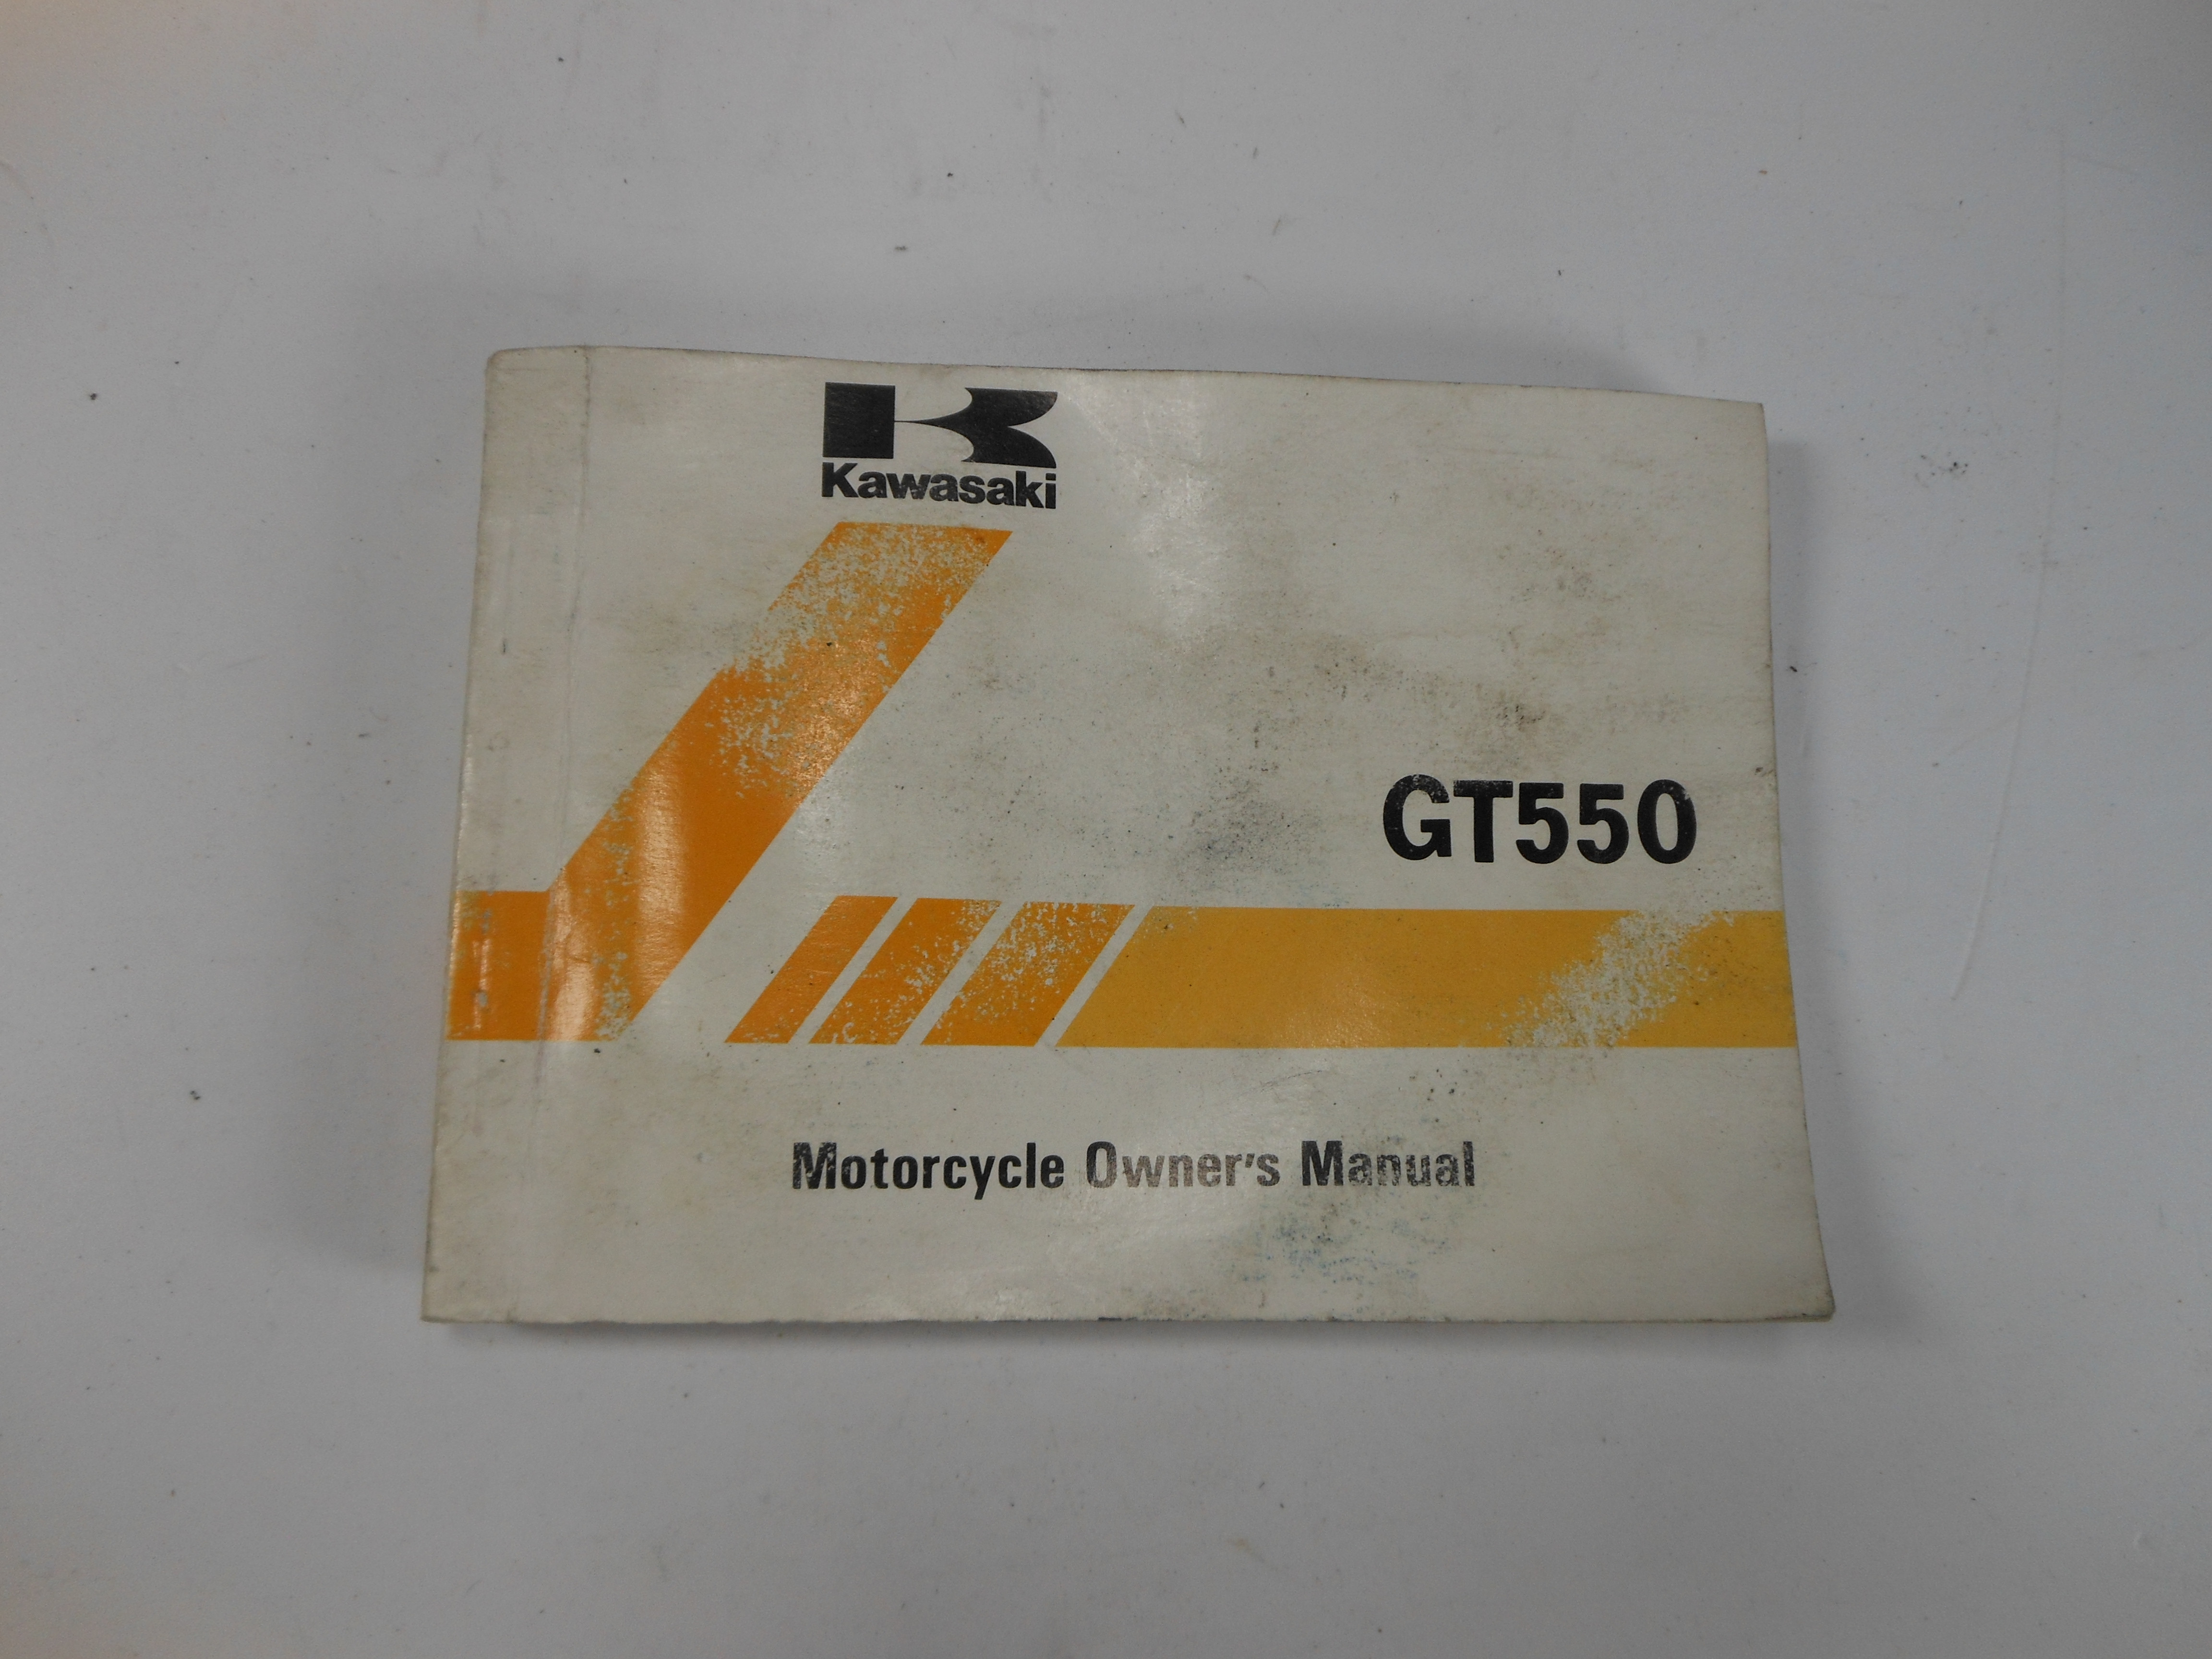 Kawasaki
GT550
Motorcycle Owner's Manual